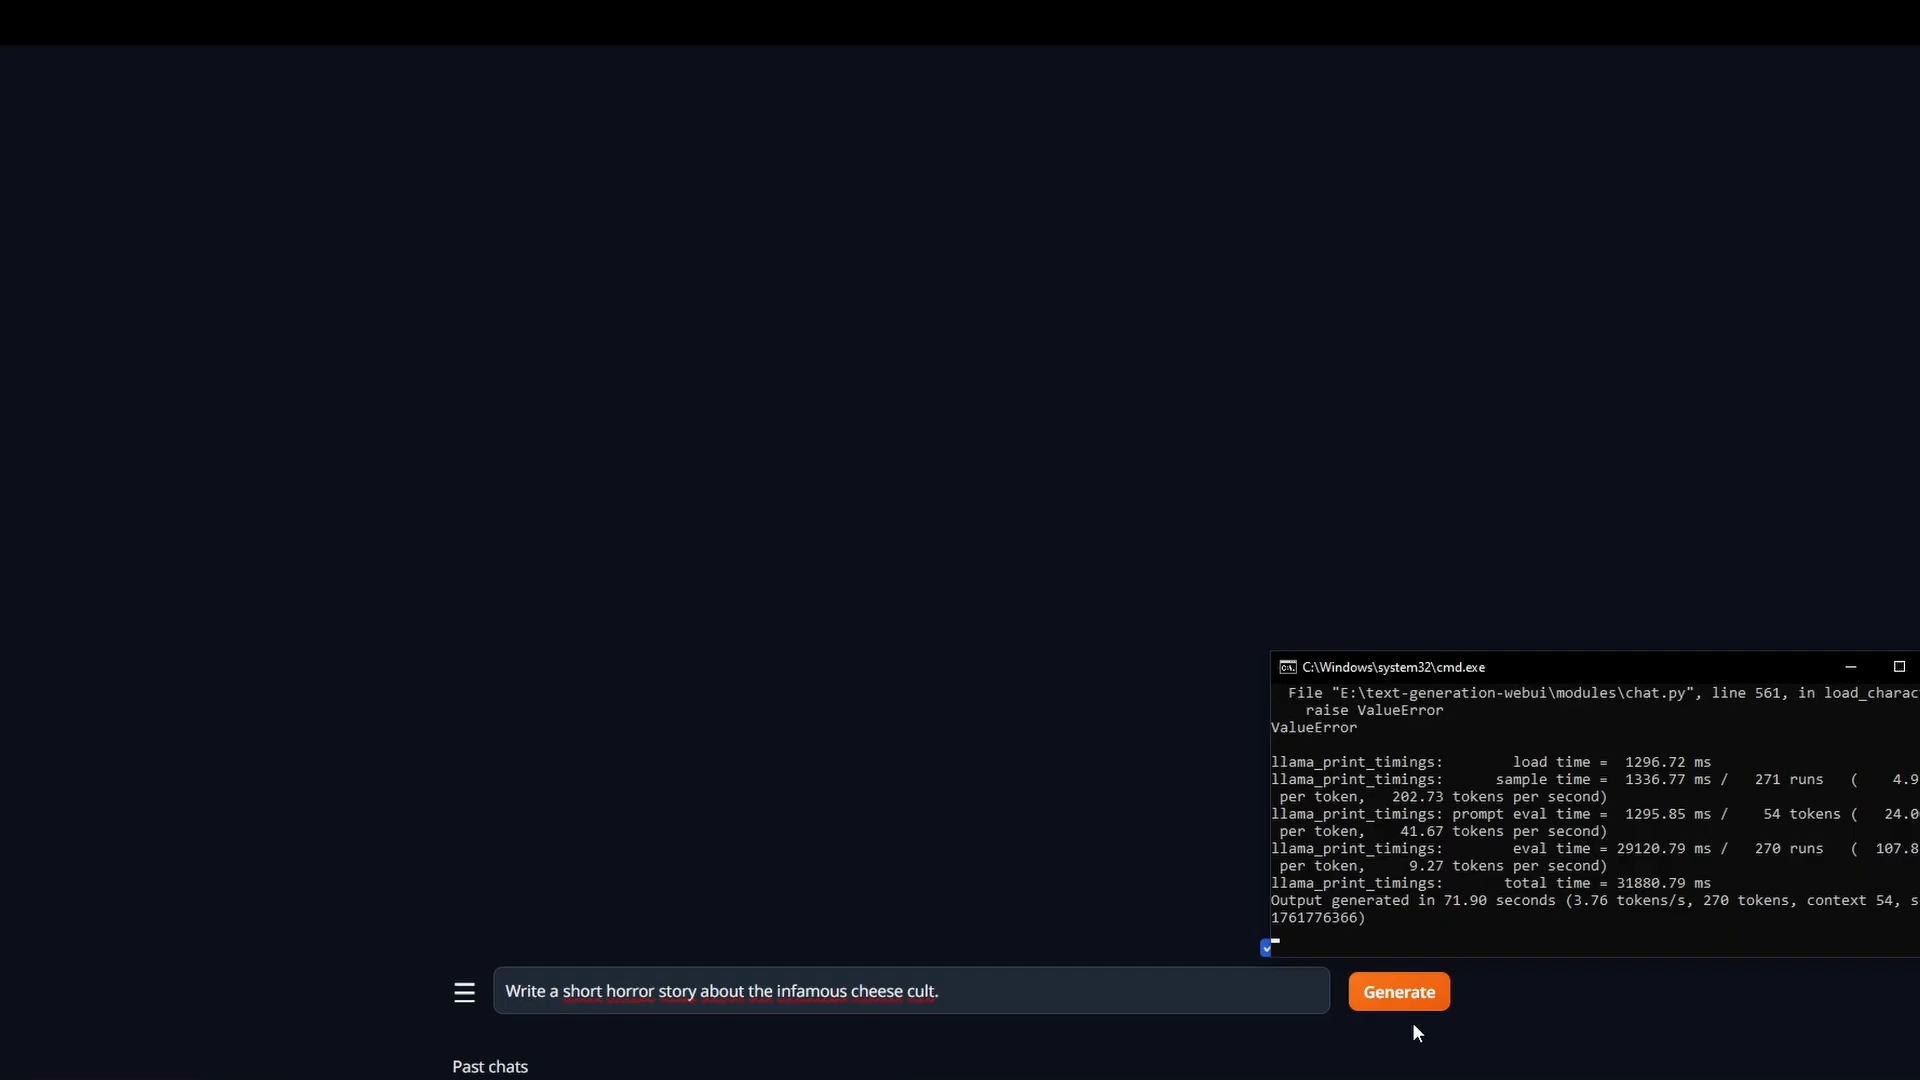 C:\Windows\system32\cmd.exe
File "E:\text-generation-webui\modules\chat.py", line 561, in load_charac
raise ValueError
ValueError
llama_print_timings: load time = 1296.72 ms
llama_print_timings: sample time = 1336.77 ms / 271 runs ( 4.9
per token, 202.73 tokens per second)
llama_print_timings: prompt eval time = 1295.85 ms / 54 tokens ( 24.0
per token, 41.67 tokens per second)
llama_print_timings: eval time = 29120.79 ms / 270 runs ( 107.8
per token, 9.27 tokens per second)
llama_print_timings: total time = 31880.79 ms
Output generated in 71.90 seconds (3.76 tokens/s, 270 tokens, context 54, s
1761776366)
Write a short horror story about the infamous cheese cult.
Generate
Past chats